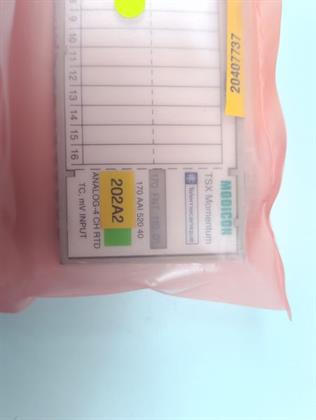 20407737
9
10
11
12
13
14
15
16
MODICON
TSX Momentum
Telemecanique
170 AAI 520 40
202A2
ANALOG-4 CH RTD
TC, mV INPUT